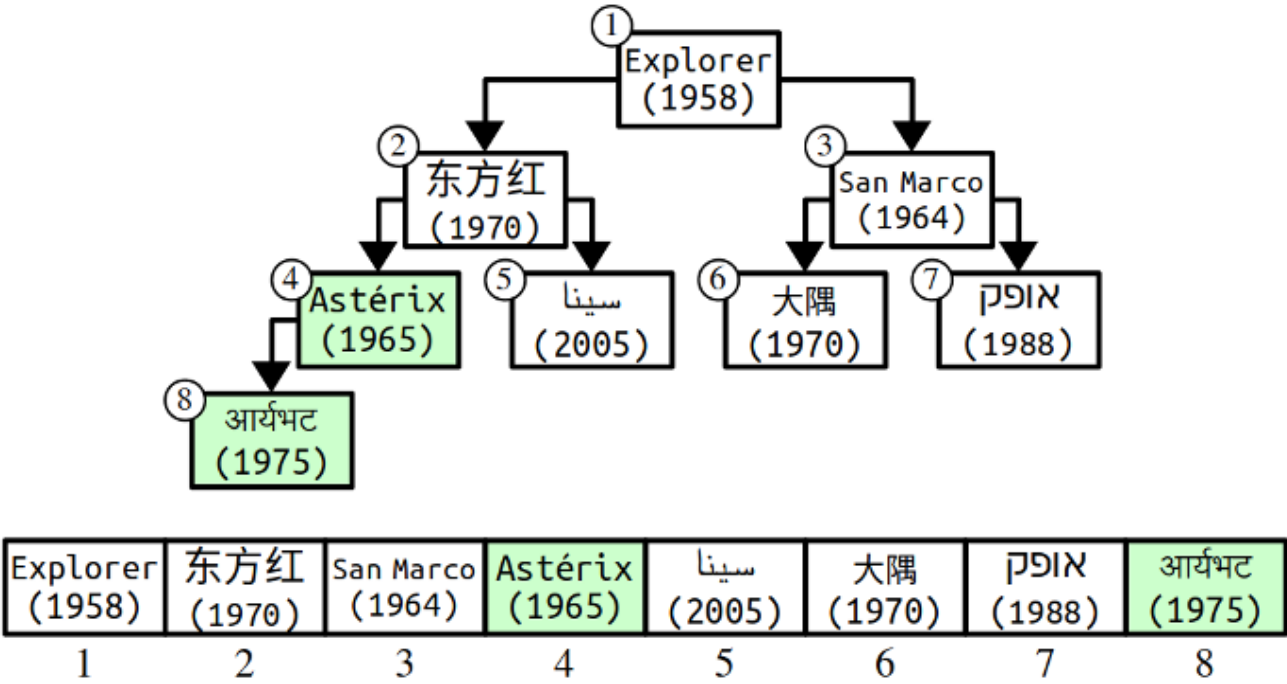 1
Explorer
(1958)
2
东方红
(1970)
3
San Marco
(1964)
4
Astérix
(1965)
5
سينا
(2005)
6
大隅
(1970)
7
אופק
(1988)
8
आर्यभट
(1975)
Explorer 东方红 San Marco Astérix سينا 大隅 אופק आर्यभट
(1958) (1970) (1964) (1965) (2005) (1970) (1988) (1975)
1 2 3 4 5 6 7 8